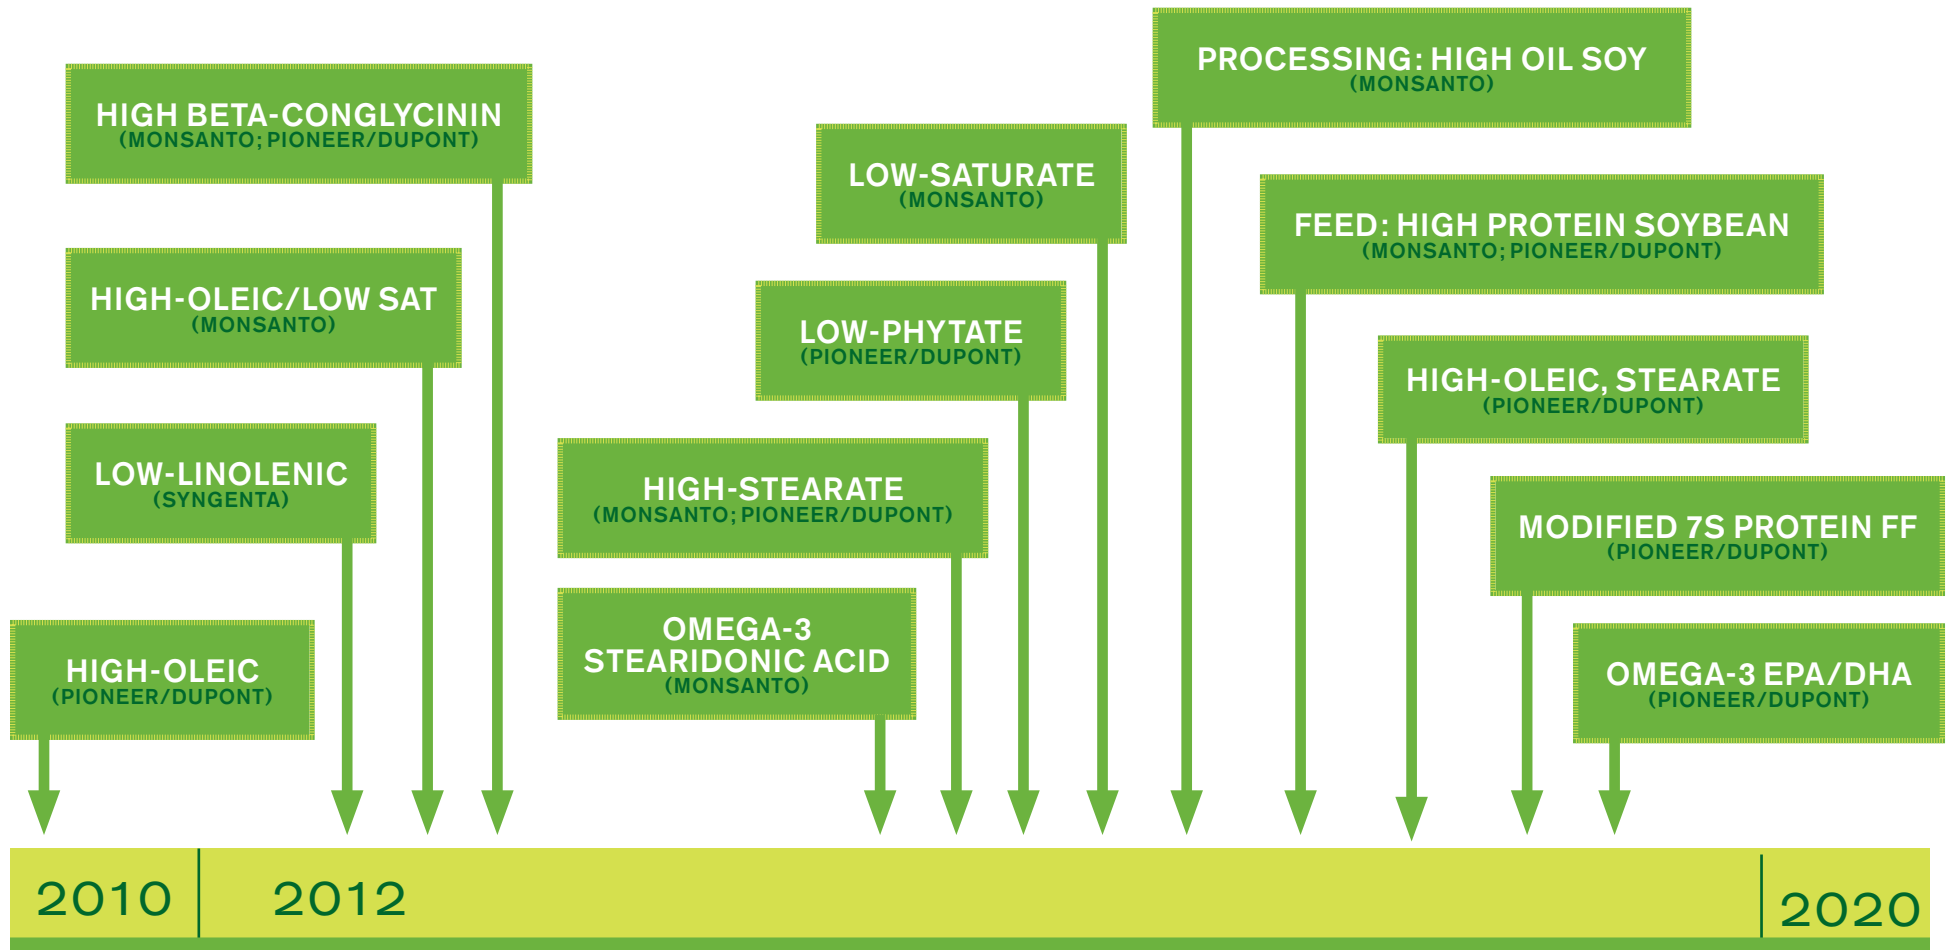 HIGH BETA-CONGLYCININ
(MONSANTO; PIONEER/DUPONT)
HIGH-OLEIC/LOW SAT
(MONSANTO)
LOW-LINOLENIC
(SYNGENTA)
HIGH-OLEIC
(PIONEER/DUPONT)
LOW-SATURATE
(MONSANTO)
LOW-PHYTATE
(PIONEER/DUPONT)
HIGH-STEARATE
(MONSANTO; PIONEER/DUPONT)
OMEGA-3
STEARIDONIC ACID
(MONSANTO)
PROCESSING: HIGH OIL SOY
(MONSANTO)
FEED: HIGH PROTEIN SOYBEAN
(MONSANTO; PIONEER/DUPONT)
HIGH-OLEIC, STEARATE
(PIONEER/DUPONT)
MODIFIED 7S PROTEIN FF
(PIONEER/DUPONT)
OMEGA-3 EPA/DHA
(PIONEER/DUPONT)
2010
2012
2020